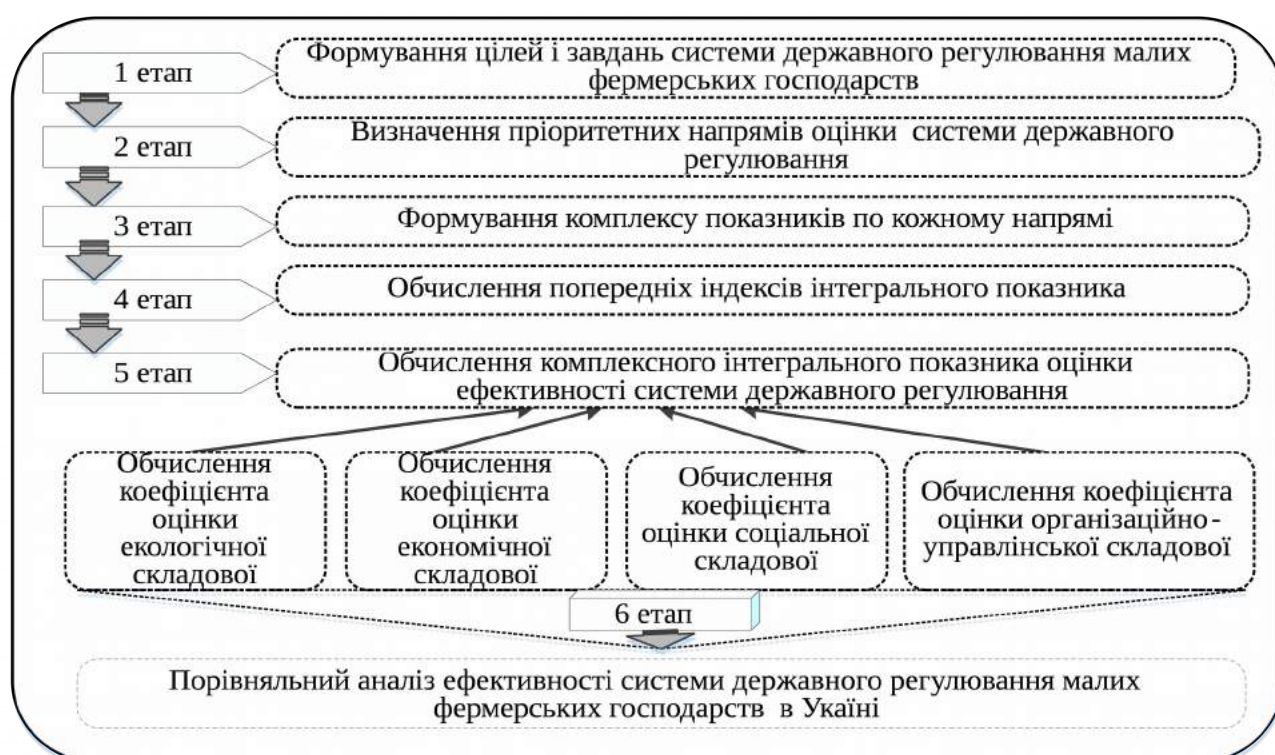 1 етап
Формування цілей і завдань системи державного регулювання малих
фермерських господарств
2 етап
Визначення пріоритетних напрямів оцінки системи державного
регулювання
3 етап
Формування комплексу показників по кожному напрямі
4 етап
Обчислення попередніх індексів інтегрального показника
5 етап
Обчислення комплексного інтегрального показника оцінки
ефективності системи державного регулювання
Обчислення
коефіцієнта
оцінки
екологічної
складової
Обчислення
коефіцієнта
оцінки
економічної
складової
Обчислення
коефіцієнта
оцінки соціальної
складової
Обчислення коефіцієнта
оцінки організаційно-
управлінської складової
6 етап
Порівняльний аналіз ефективності системи державного регулювання малих
фермерських господарств в Україні